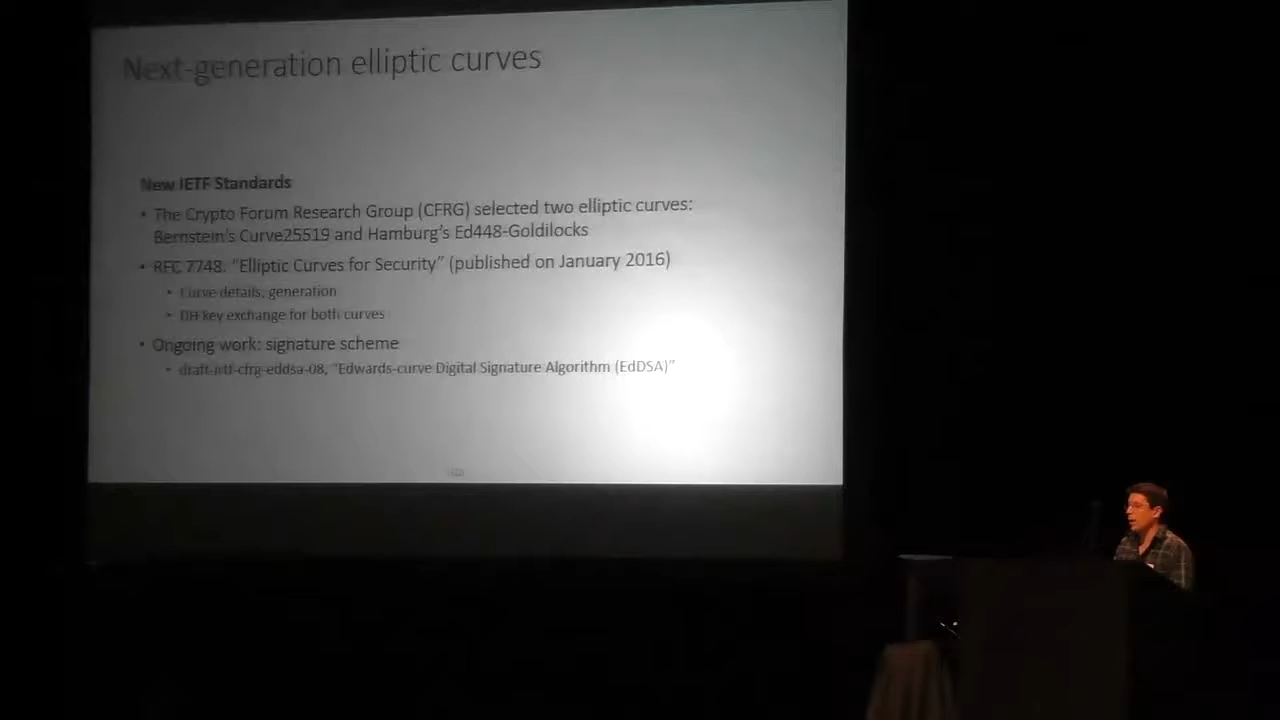 Next-generation elliptic curves
New IETF Standards
• The Crypto Forum Research Group (CFRG) selected two elliptic curves:
Bernstein's Curve25519 and Hamburg's Ed448-Goldilocks
• RFC 7748: "Elliptic Curves for Security" (published on January 2016)
• Curve details, generation
• DH key exchange for both curves
• Ongoing work: signature scheme
• draft-irtf-cfrg-eddsa-08, "Edwards-curve Digital Signature Algorithm (EdDSA)"